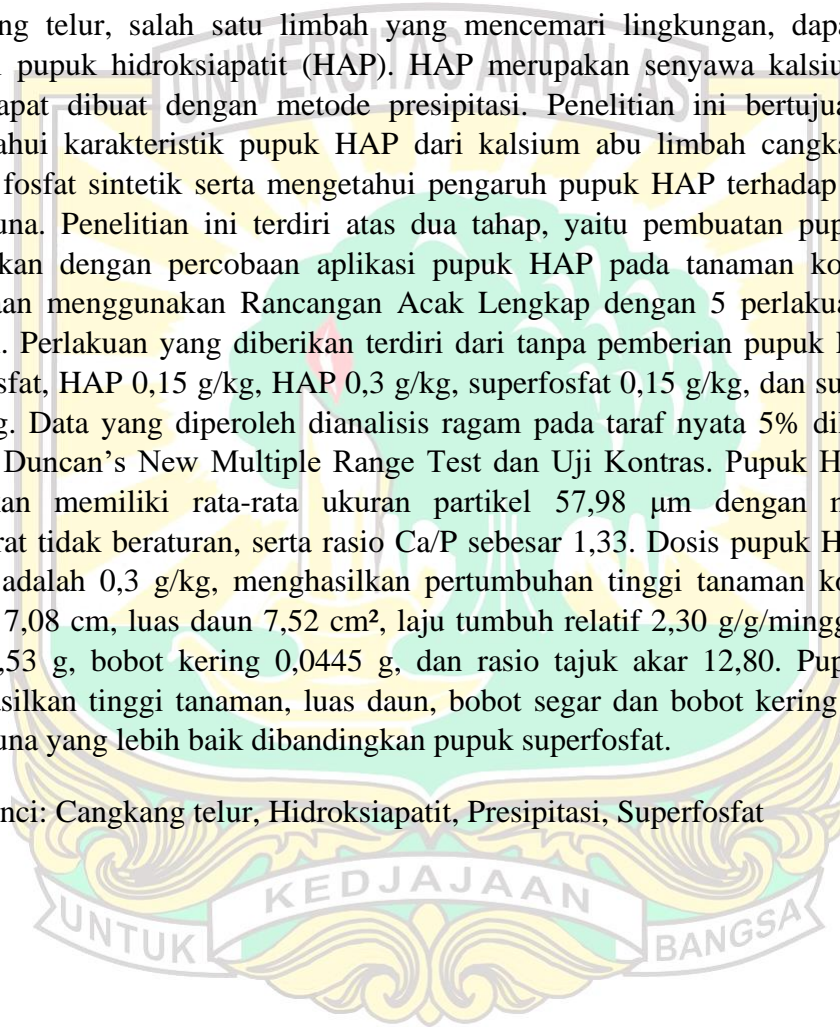 ng telur, salah satu limbah yang mencemari lingkungan, dapa
pupuk hidroksiapatit (HAP). HAP merupakan senyawa kalsiu
apat dibuat dengan metode presipitasi. Penelitian ini bertujua
ahui karakteristik pupuk HAP dari kalsium abu limbah cangka
fosfat sintetik serta mengetahui pengaruh pupuk HAP terhadap
una. Penelitian ini terdiri atas dua tahap, yaitu pembuatan pup
kan dengan percobaan aplikasi pupuk HAP pada tanaman ko
aan menggunakan Rancangan Acak Lengkap dengan 5 perlakua
. Perlakuan yang diberikan terdiri dari tanpa pemberian pupuk
sfat, HAP 0,15 g/kg, HAP 0,3 g/kg, superfosfat 0,15 g/kg, dan su
g. Data yang diperoleh dianalisis ragam pada taraf nyata 5% di
Duncan’s New Multiple Range Test dan Uji Kontras. Pupuk H
an memiliki rata-rata ukuran partikel 57,98 μm dengan
rat tidak beraturan, serta rasio Ca/P sebesar 1,33. Dosis pupuk H
adalah 0,3 g/kg, menghasilkan pertumbuhan tinggi tanaman ko
7,08 cm, luas daun 7,52 cm², laju tumbuh relatif 2,30 g/g/mingg
,53 g, bobot kering 0,0445 g, dan rasio tajuk akar 12,80. Pup
silkan tinggi tanaman, luas daun, bobot segar dan bobot kering
una yang lebih baik dibandingkan pupuk superfosfat.
nci: Cangkang telur, Hidroksiapatit, Presipitasi, Superfosfat
UNIVERSITAS ANDALAS
UNTUK KEDJAJAAN BANGSA